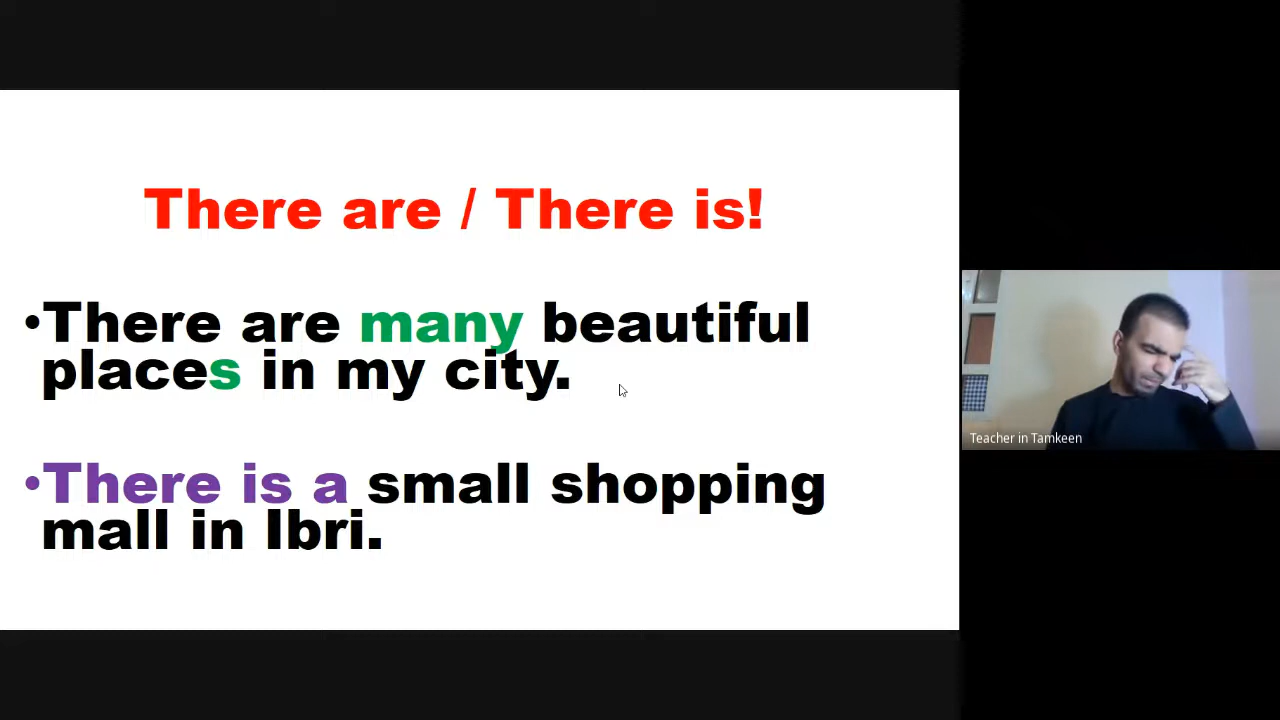 There are / There is!
•There are many beautiful
places in my city.
•There is a small shopping
mall in Ibri.
Teacher in Tamkeen